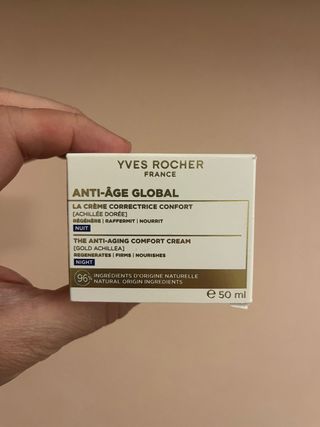 YVES ROCHER
FRANCE
ANTI-ÂGE GLOBAL
LA CRÈME CORRECTRICE CONFORT
[ACHILLÉE DORÉE]
RÉGÉNÈRE | RAFFERMIT | NOURRIT
NUIT
THE ANTI-AGING COMFORT CREAM
[GOLD ACHILLEA]
REGENERATES | FIRMS | NOURISHES
NIGHT
96% INGRÉDIENTS D'ORIGINE NATURELLE
NATURAL ORIGIN INGREDIENTS
℮ 50 ml